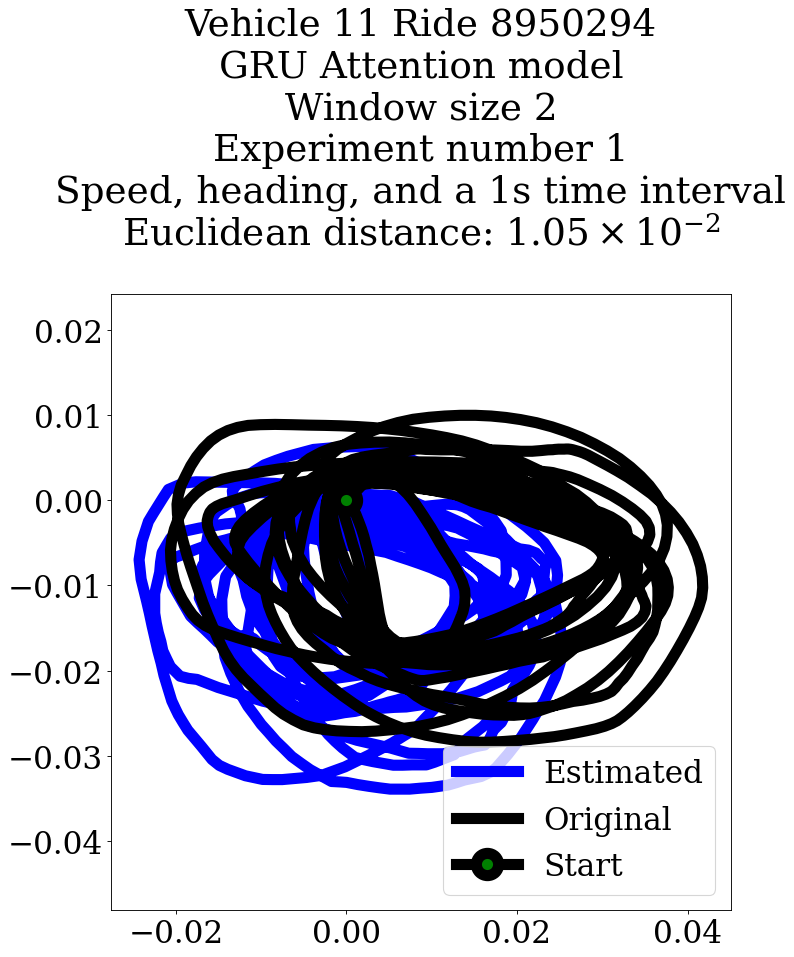 Vehicle 11 Ride 8950294
GRU Attention model
Window size 2
Experiment number 1
Speed, heading, and a 1s time interval
Euclidean distance: 1.05 × 10⁻²
0.02
0.01
0.00
−0.01
−0.02
−0.03
−0.04
Estimated
Original
Start
−0.02 0.00 0.02 0.04